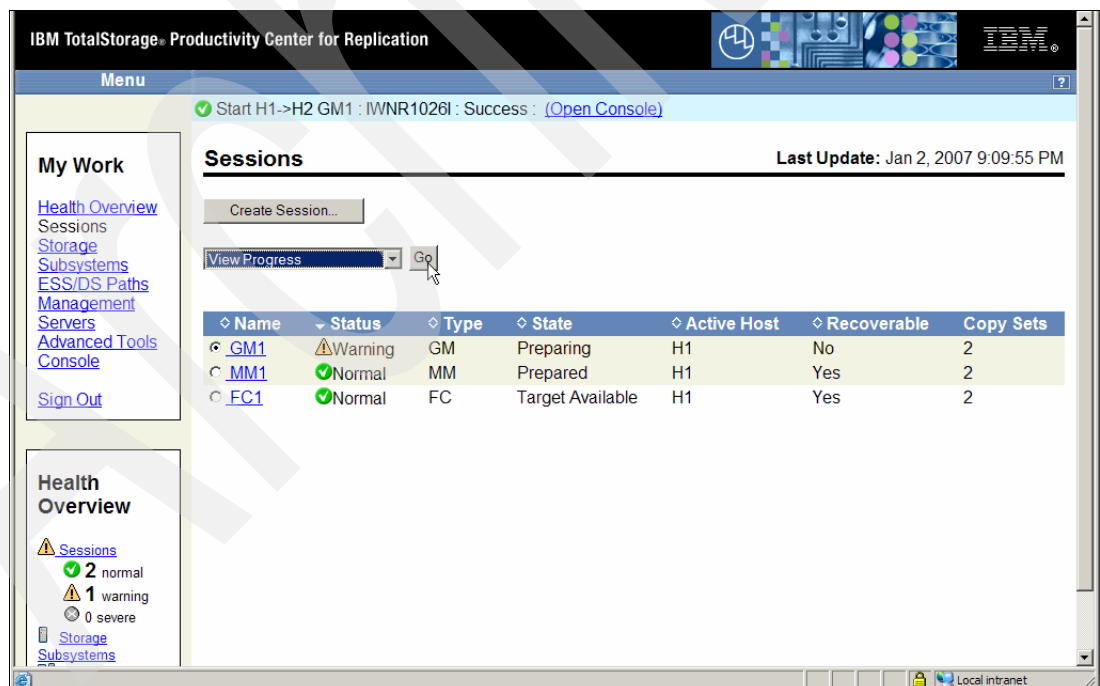 IBM TotalStorage® Productivity Center for Replication
IBM®
Menu
?
Start H1->H2 GM1 : IWNR1026I : Success : (Open Console)
My Work
Health Overview
Sessions
Storage
Subsystems
ESS/DS Paths
Management
Servers
Advanced Tools
Console
Sign Out
Sessions
Last Update: Jan 2, 2007 9:09:55 PM
Create Session...
View Progress Go
Name Status Type State Active Host Recoverable Copy Sets
GM1 Warning GM Preparing H1 No 2
MM1 Normal MM Prepared H1 Yes 2
FC1 Normal FC Target Available H1 Yes 2
Health
Overview
Sessions
2 normal
1 warning
0 severe
Storage
Subsystems
Local intranet